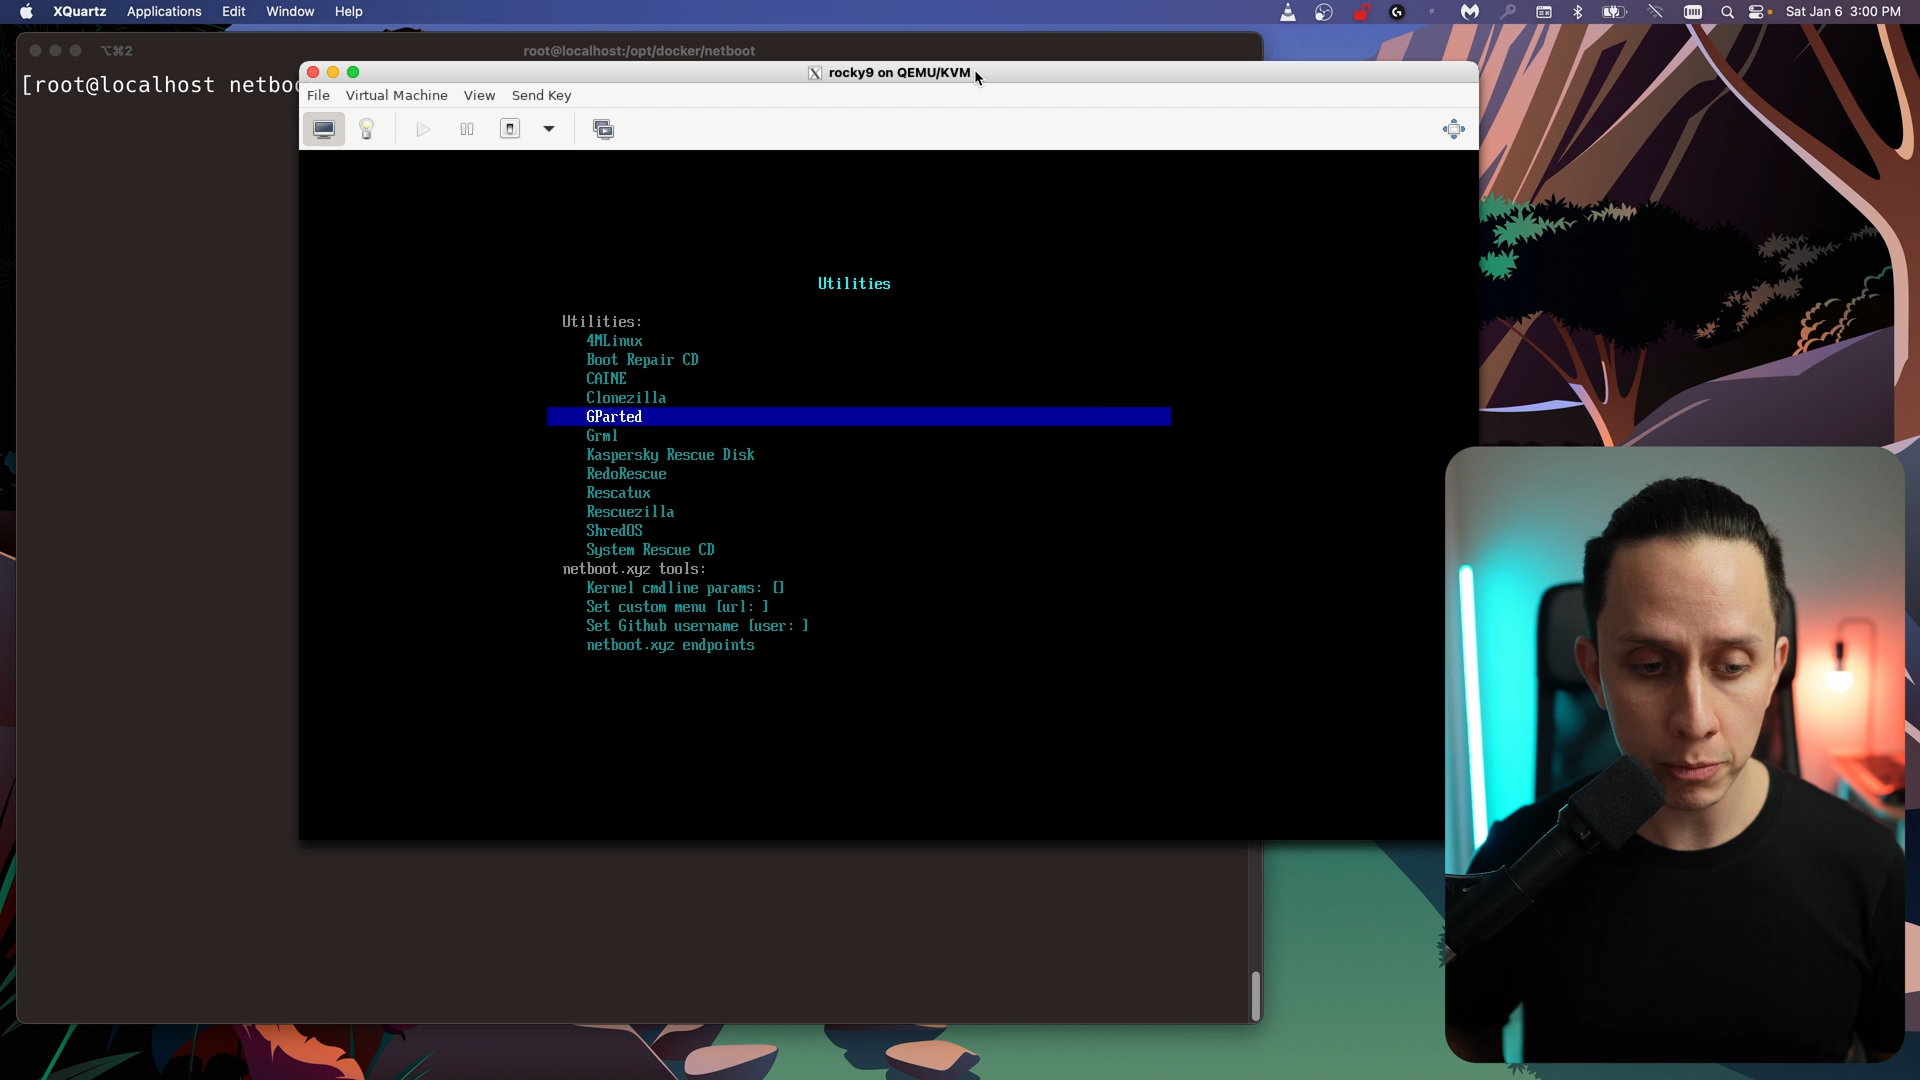 XQuartz Applications Edit Window Help
Sat Jan 6 3:00 PM
⌥⌘2
root@localhost:/opt/docker/netboot
[root@localhost
rocky9 on QEMU/KVM
File Virtual Machine View Send Key
Utilities
Utilities:
4MLinux
Boot Repair CD
CAINE
Clonezilla
GParted
Grml
Kaspersky Rescue Disk
RedoRescue
Rescatux
Rescuezilla
ShredOS
System Rescue CD
netboot.xyz tools:
Kernel cmdline params: []
Set custom menu [url: ]
Set Github username [user: ]
netboot.xyz endpoints